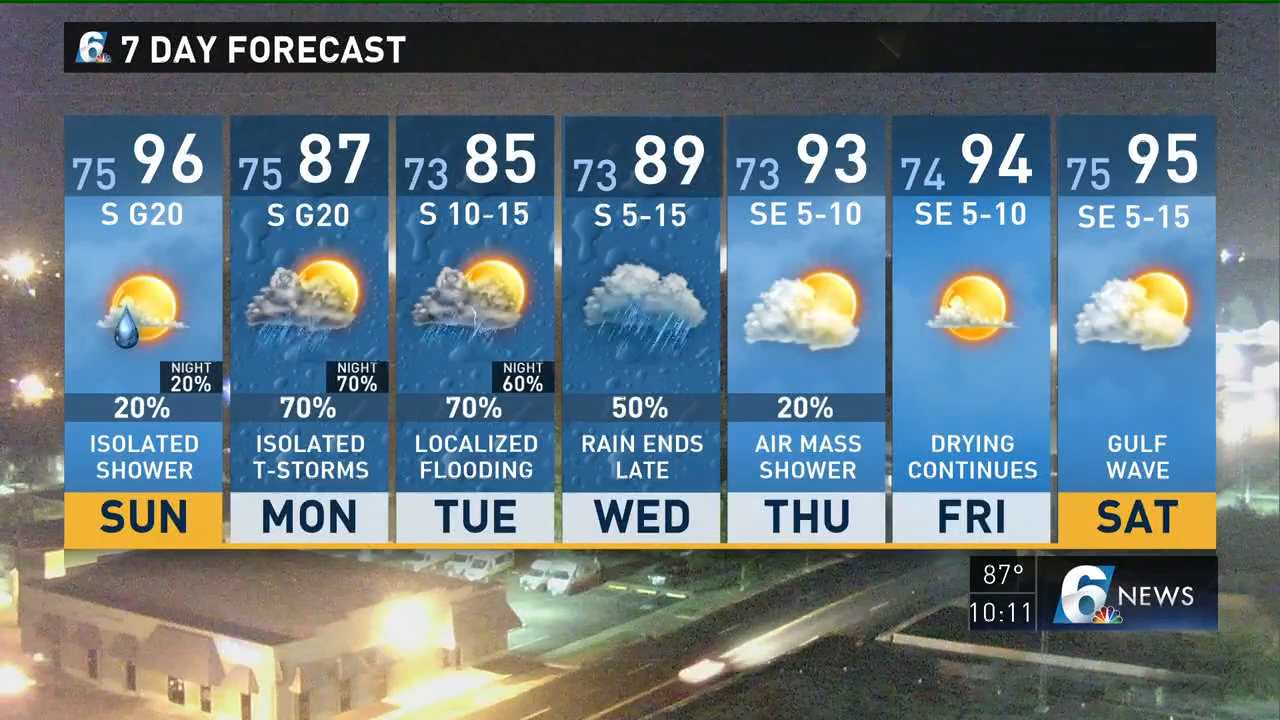 6 7 DAY FORECAST
75 96
S G20
NIGHT
20%
20%
ISOLATED
SHOWER
SUN
75 87
S G20
NIGHT
70%
70%
ISOLATED
T-STORMS
MON
73 85
S 10-15
NIGHT
60%
70%
LOCALIZED
FLOODING
TUE
73 89
S 5-15
50%
RAIN ENDS
LATE
WED
73 93
SE 5-10
20%
AIR MASS
SHOWER
THU
74 94
SE 5-10
DRYING
CONTINUES
FRI
75 95
SE 5-15
GULF
WAVE
SAT
87°
10:11
6 NEWS